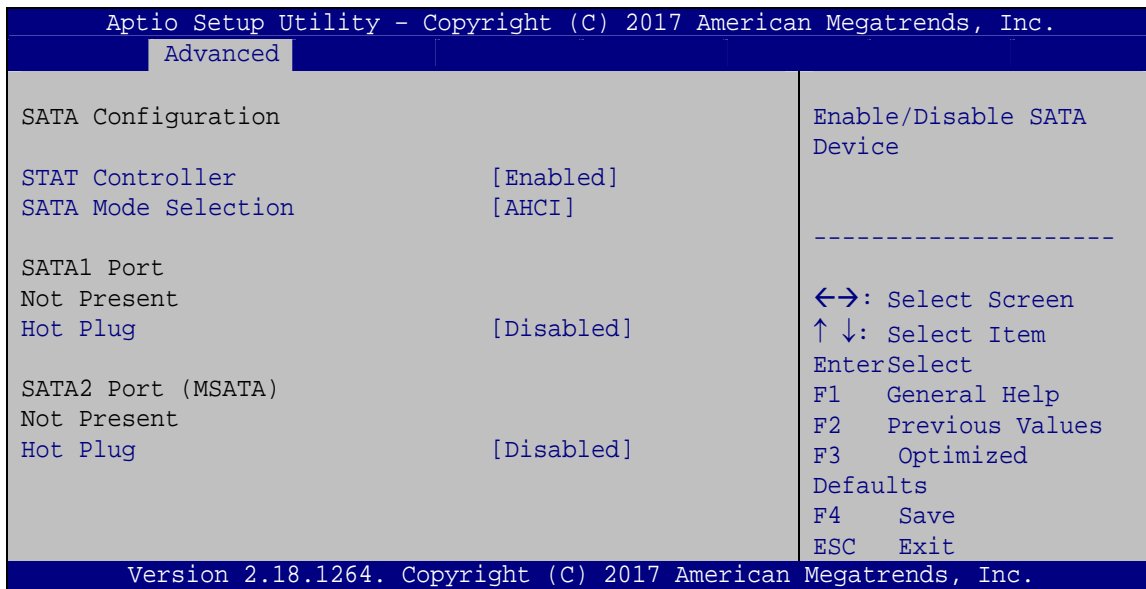 Aptio Setup Utility – Copyright (C) 2017 American Megatrends, Inc.
Advanced
SATA Configuration
STAT Controller [Enabled]
SATA Mode Selection [AHCI]
SATA1 Port
Not Present
Hot Plug [Disabled]
SATA2 Port (MSATA)
Not Present
Hot Plug [Disabled]
Enable/Disable SATA
Device
---------------------
←→: Select Screen
↑ ↓: Select Item
EnterSelect
F1 General Help
F2 Previous Values
F3 Optimized
Defaults
F4 Save
ESC Exit
Version 2.18.1264. Copyright (C) 2017 American Megatrends, Inc.